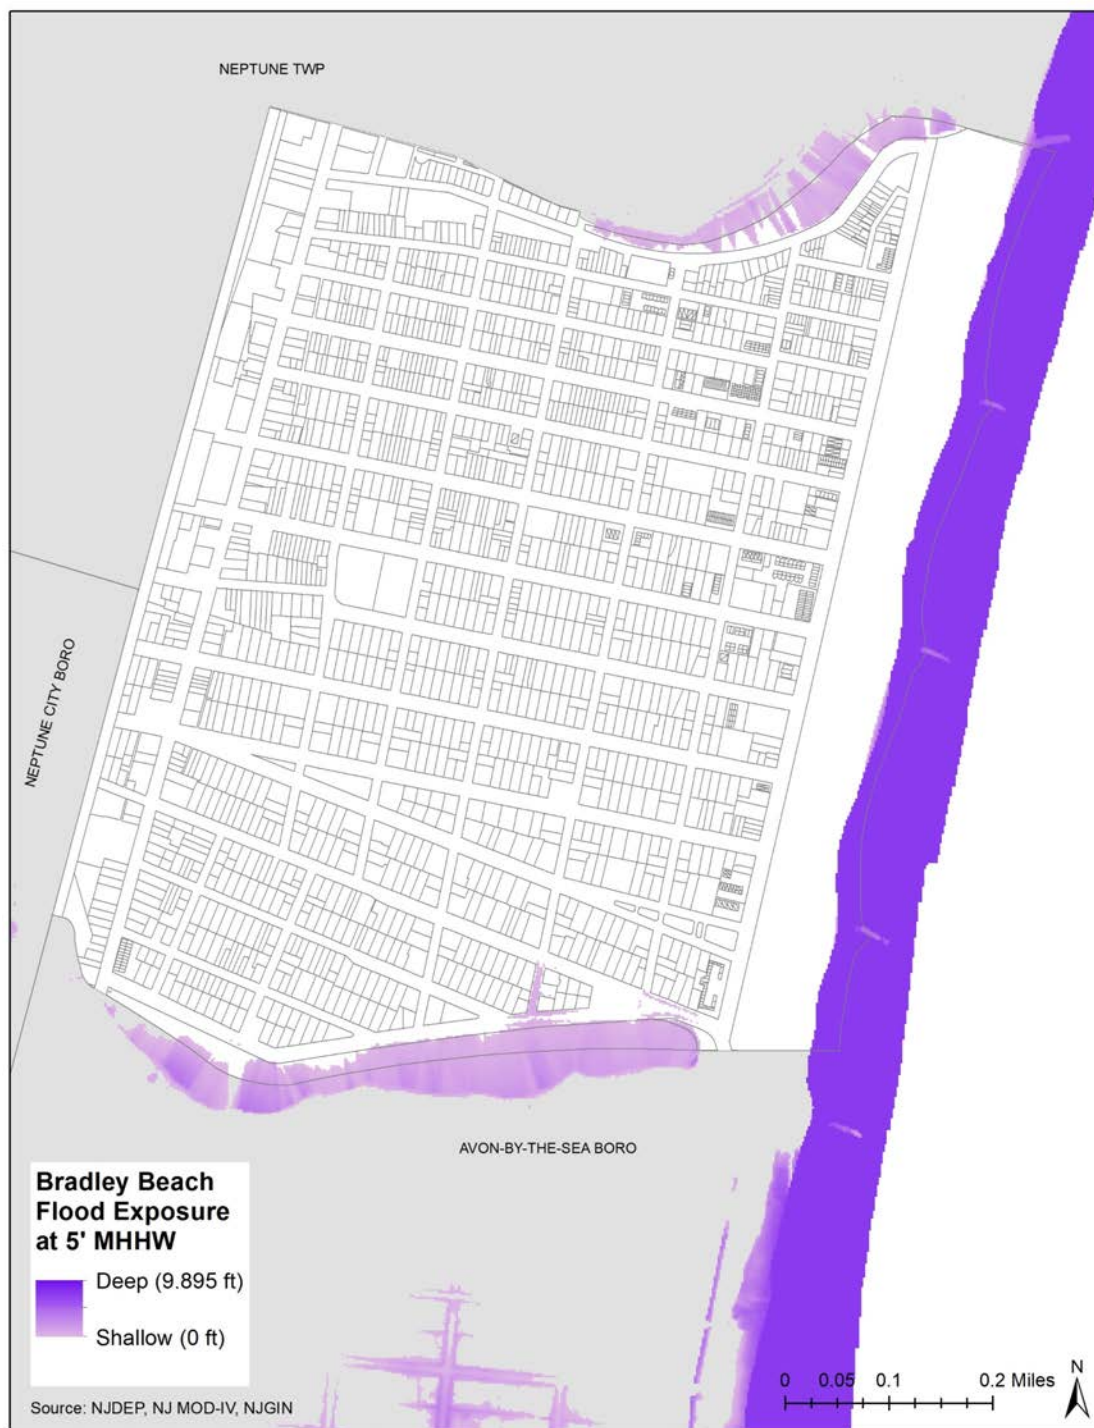 NEPTUNE TWP
NEPTUNE CITY BORO
AVON-BY-THE-SEA BORO
Bradley Beach
Flood Exposure
at 5' MHHW
Deep (9.895 ft)
Shallow (0 ft)
Source: NJDEP, NJ MOD-IV, NJGIN
0 0.05 0.1 0.2 Miles
N